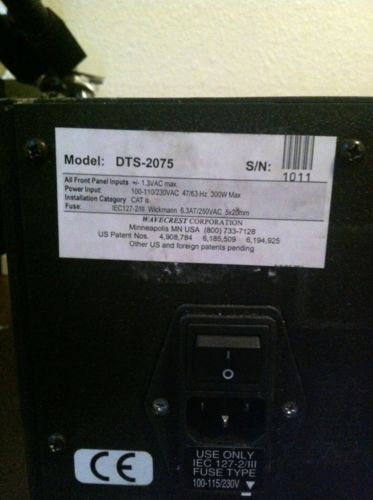 Model: DTS-2075 S/N:
1011
All Front Panel Inputs +/- 1.3VAC max.
Power Input: 100-110/230VAC 47/63 Hz 300W Max
Installation Category CAT II
Fuse: IEC127-2/III Wickmann 6.3AT/250VAC 5x20mm
WAVECREST CORPORATION
Minneapolis MN USA (800) 733-7128
US Patent Nos. 4,908,784 6,185,509 6,194,925
Other US and foreign patents pending
I
O
CE
USE ONLY
IEC 127-2/III
FUSE TYPE
100-115/230V